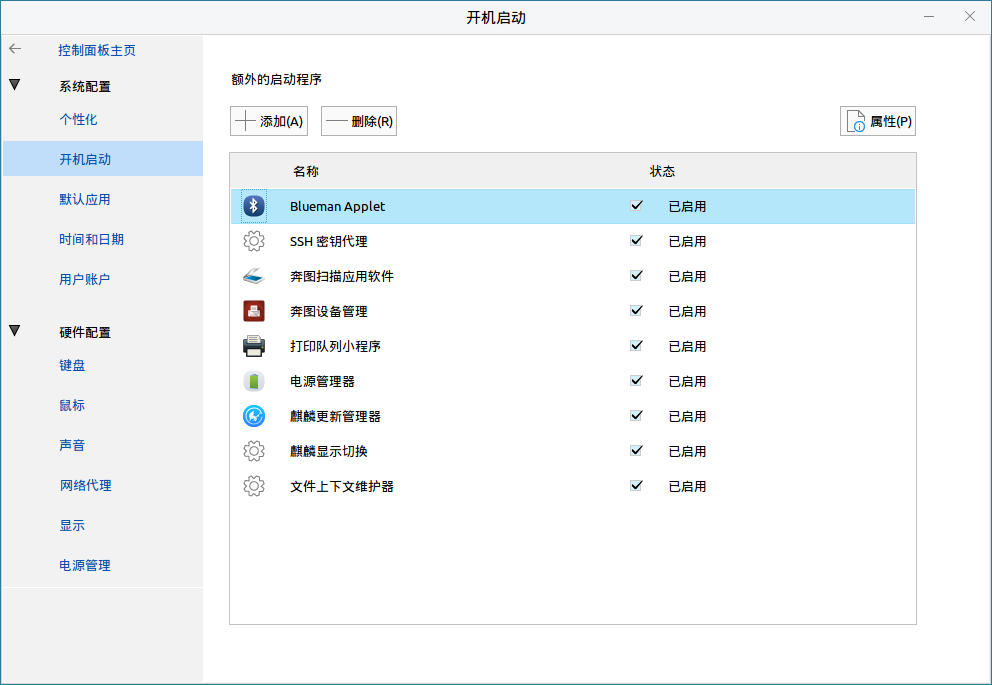 开机启动
控制面板主页
系统配置
个性化
开机启动
默认应用
时间和日期
用户账户
硬件配置
键盘
鼠标
声音
网络代理
显示
电源管理
额外的启动程序
添加(A) 删除(R) 属性(P)
名称 状态
Blueman Applet 已启用
SSH 密钥代理 已启用
奔图扫描应用软件 已启用
奔图设备管理 已启用
打印队列小程序 已启用
电源管理器 已启用
麒麟更新管理器 已启用
麒麟显示切换 已启用
文件上下文维护器 已启用